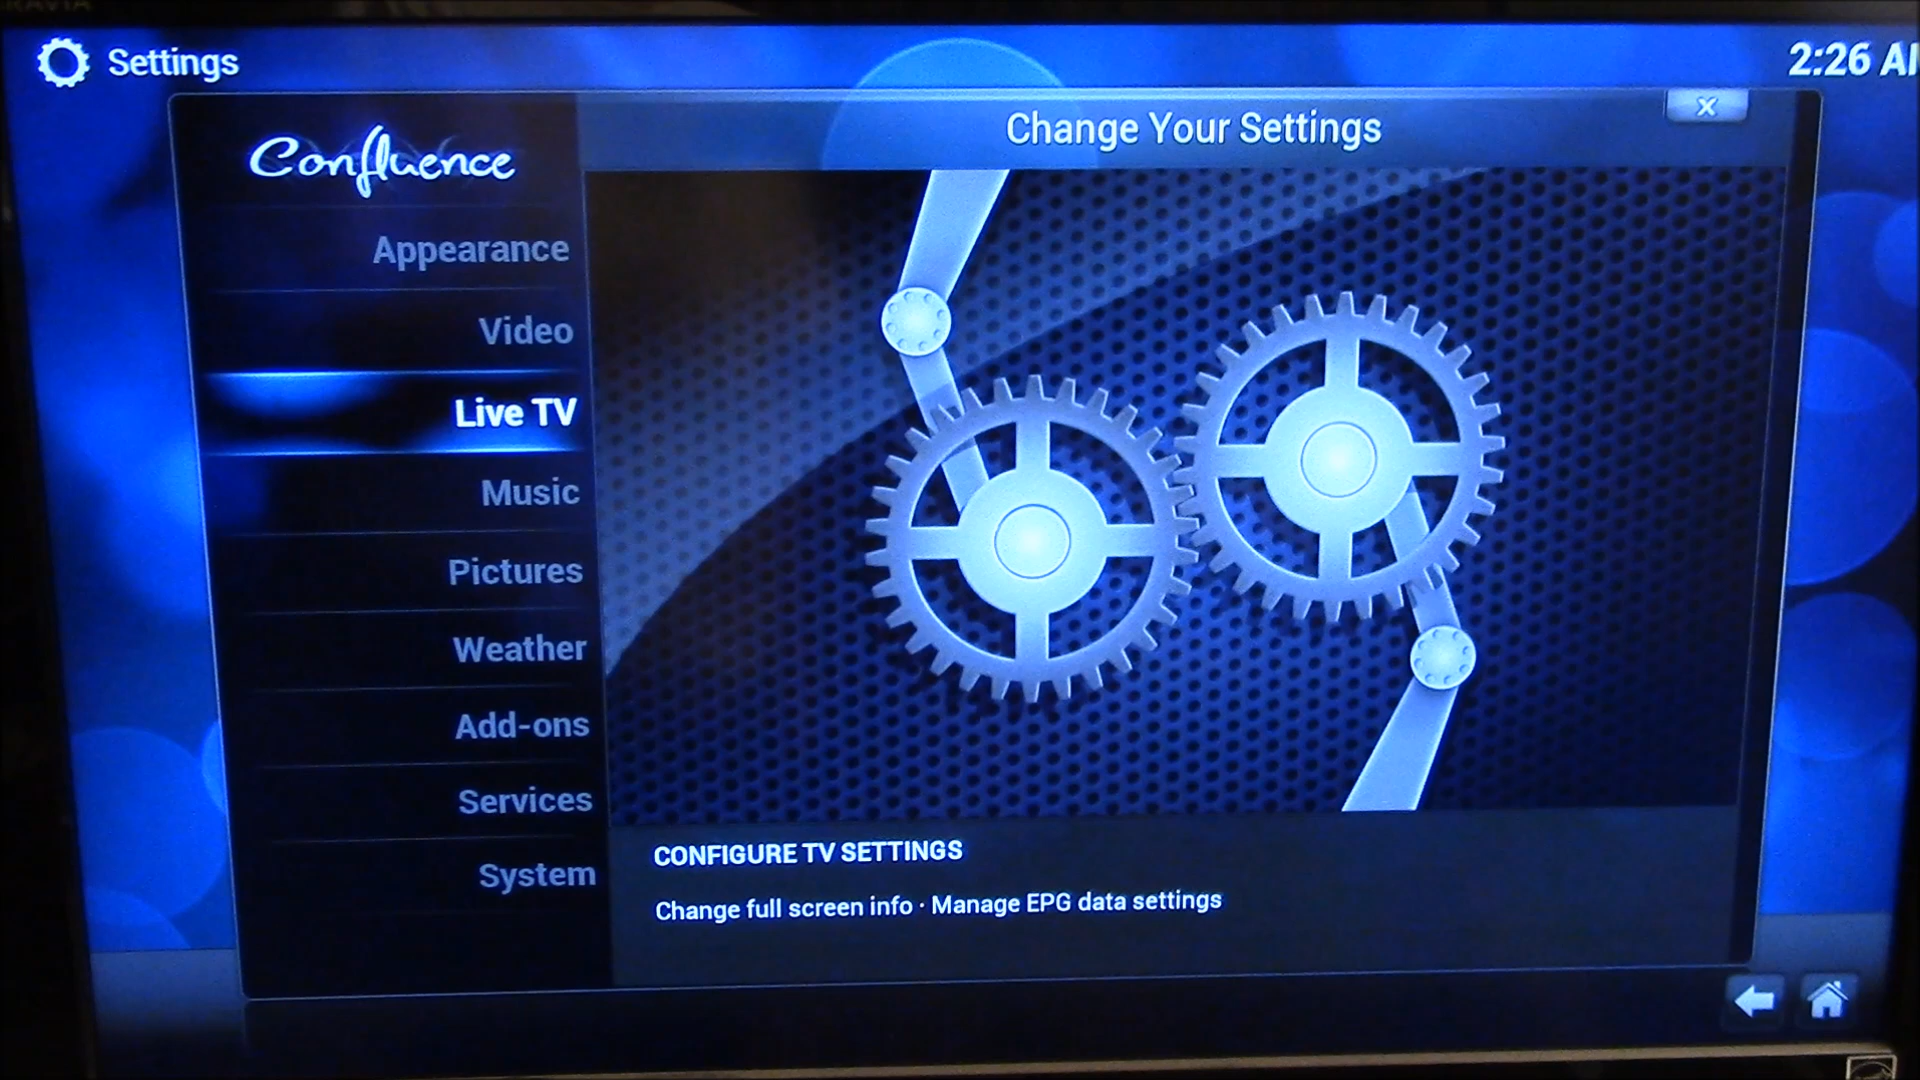 BRAVIA
Settings
2:26 A
Change Your Settings
x
Confluence
Appearance
Video
Live TV
Music
Pictures
Weather
Add-ons
Services
System
CONFIGURE TV SETTINGS
Change full screen info · Manage EPG data settings